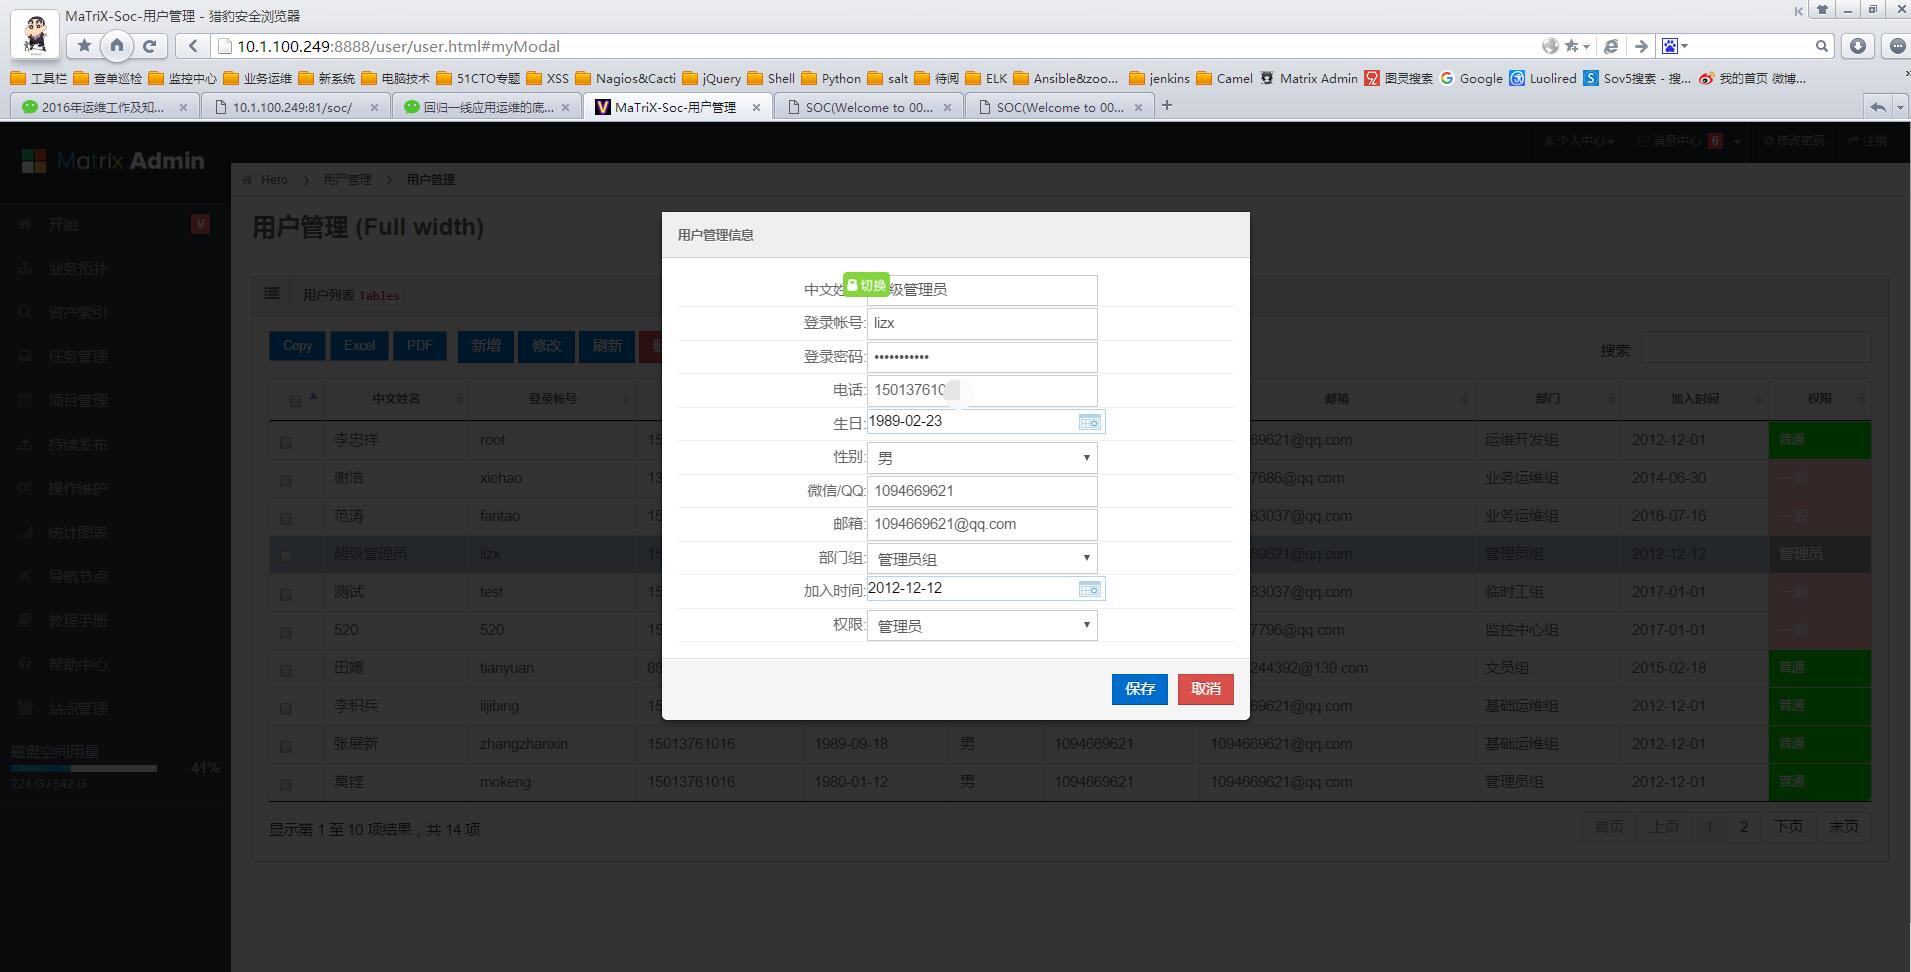 MaTriX-Soc-用户管理 - 猎豹安全浏览器
10.1.100.249:8888/user/user.html#myModal
工具栏 查单巡检 监控中心 业务运维 新系统 电脑技术 51CTO专题 XSS Nagios&Cacti jQuery Shell Python salt 待阅 ELK Ansible&zoo... jenkins Camel Matrix Admin 图灵搜索 Google Luolired Sov5搜索 - 搜... 我的首页 微博...
2016年运维工作及知... 10.1.100.249:81/soc/ 回归一线应用运维的底... MaTriX-Soc-用户管理 SOC(Welcome to 00... SOC(Welcome to 00...
Matrix Admin
个人中心 消息中心 6 修改密码 注销
Hero 用户管理 用户管理
开始 V
业务拓扑
资产索引
任务管理
项目管理
持续发布
操作维护
统计图表
导航节点
教程手册
帮助中心
站点管理
磁盘空间用量
41%
224 G / 542 G
用户管理 (Full width)
用户列表 Tables
Copy Excel PDF 新增 修改 刷新
搜索:
中文姓名 登录帐号 邮箱 部门 加入时间 权限
李忠祥 root 15 69621@qq.com 运维开发组 2012-12-01 普通
谢浩 xiehao 13 7686@qq.com 业务运维组 2014-06-30 一般
范涛 fantao 15 83037@qq.com 业务运维组 2016-07-16 一般
超级管理员 lizx 15 69621@qq.com 管理员组 2012-12-12 管理员
测试 test 15 83037@qq.com 临时工组 2017-01-01 一般
520 520 15 7796@qq.com 监控中心组 2017-01-01 一般
田媛 tianyuan 88 244392@139.com 文员组 2015-02-18 普通
李积兵 lijibing 15 69621@qq.com 基础运维组 2012-12-01 普通
张展新 zhangzhanxin 15013761016 1989-09-18 男 1094669621 1094669621@qq.com 基础运维组 2012-12-01 普通
莫铿 mokeng 15013761016 1980-01-12 男 1094669621 1094669621@qq.com 管理员组 2012-12-01 普通
显示第 1 至 10 项结果，共 14 项
首页 上页 1 2 下页 末页
用户管理信息
中文姓 切换 级管理员
登录帐号: lizx
登录密码: •••••••••••
电话: 150137610
生日: 1989-02-23
性别: 男
微信/QQ: 1094669621
邮箱: 1094669621@qq.com
部门组: 管理员组
加入时间: 2012-12-12
权限: 管理员
保存 取消